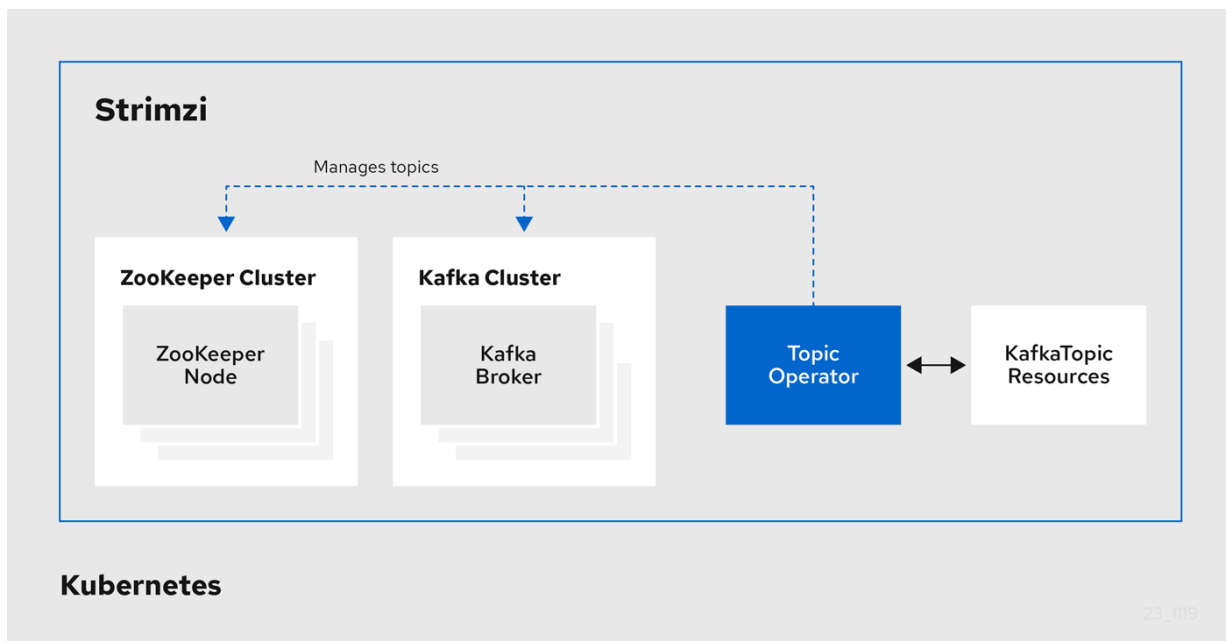 Strimzi
Manages topics
ZooKeeper Cluster
ZooKeeper
Node
Kafka Cluster
Kafka
Broker
Topic
Operator
KafkaTopic
Resources
Kubernetes
23_1119